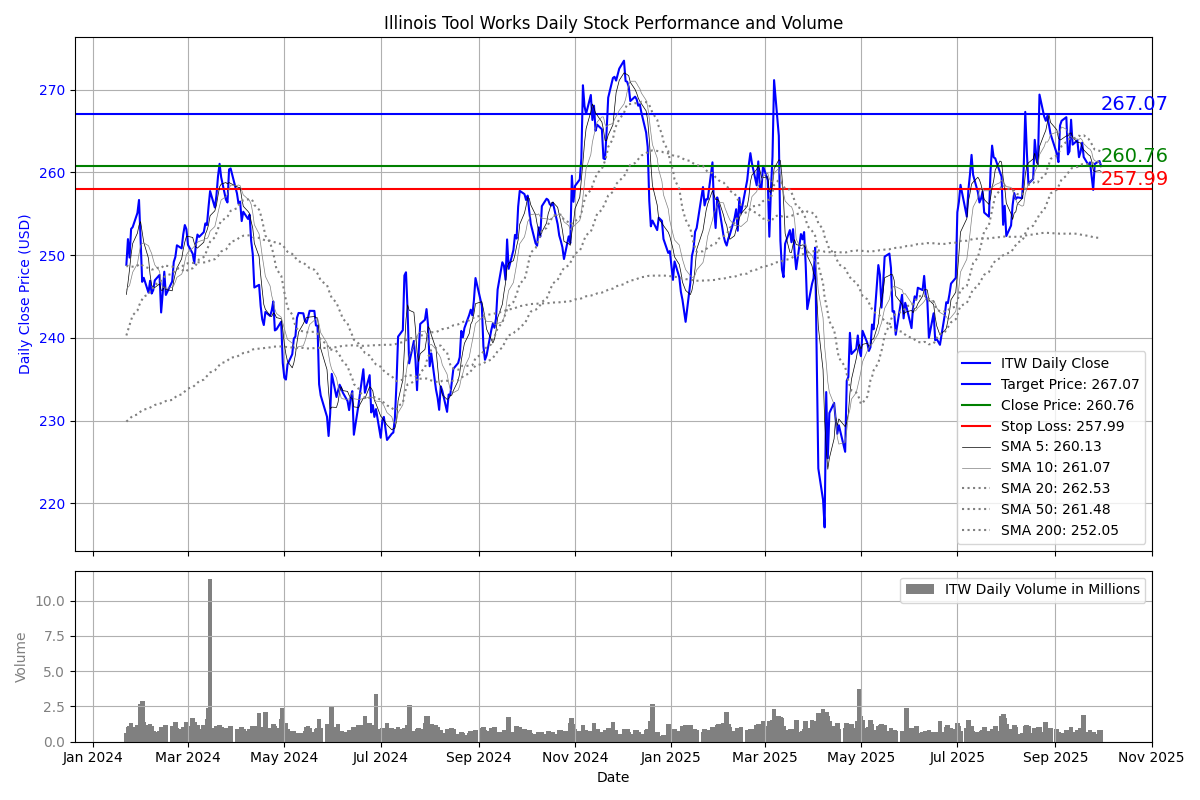 Illinois Tool Works Daily Stock Performance and Volume
Daily Close Price (USD)
270
260
250
240
230
220
267.07
260.76
257.99
ITW Daily Close
Target Price: 267.07
Close Price: 260.76
Stop Loss: 257.99
SMA 5: 260.13
SMA 10: 261.07
SMA 20: 262.53
SMA 50: 261.48
SMA 200: 252.05
Volume
10.0
7.5
5.0
2.5
0.0
ITW Daily Volume in Millions
Jan 2024 Mar 2024 May 2024 Jul 2024 Sep 2024 Nov 2024 Jan 2025 Mar 2025 May 2025 Jul 2025 Sep 2025 Nov 2025
Date